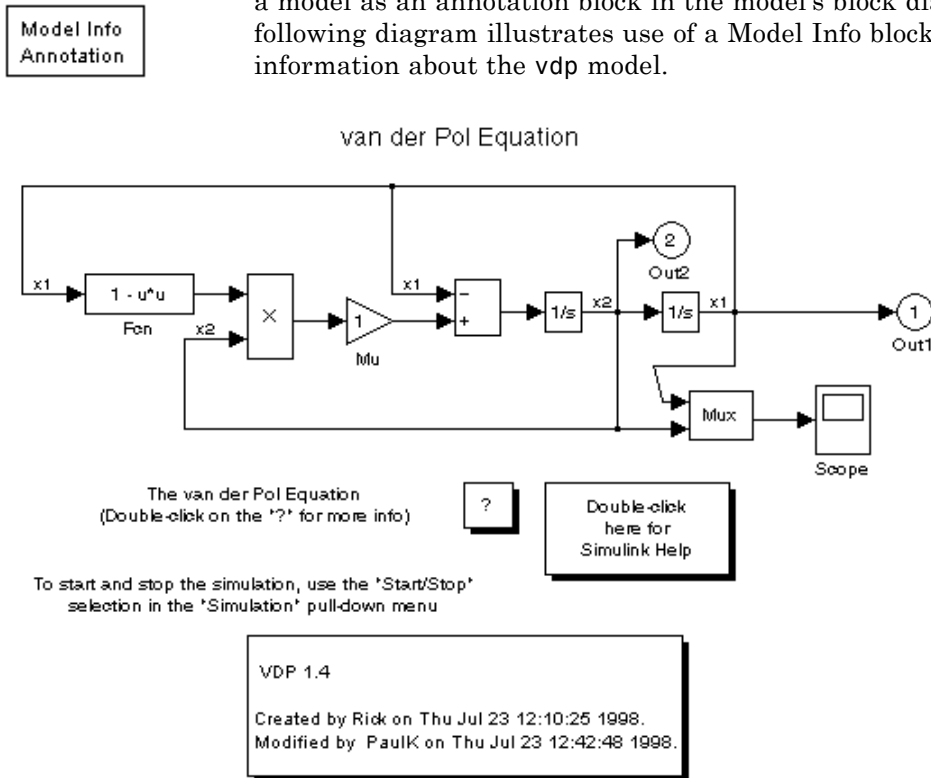 a model as an annotation block in the model's block dia
Model Info
Annotation
following diagram illustrates use of a Model Info block
information about the vdp model.
van der Pol Equation
2
Out2
x1
1 - u*u
Fcn
x2
×
1
Mu
x1
−
+
1/s
x2
1/s
x1
1
Out1
Mux
Scope
The van der Pol Equation
(Double-click on the "?" for more info)
?
Double-click
here for
Simulink Help
To start and stop the simulation, use the "Start/Stop"
selection in the "Simulation" pull-down menu
VDP 1.4
Created by Rick on Thu Jul 23 12:10:25 1998.
Modified by PaulK on Thu Jul 23 12:42:48 1998.